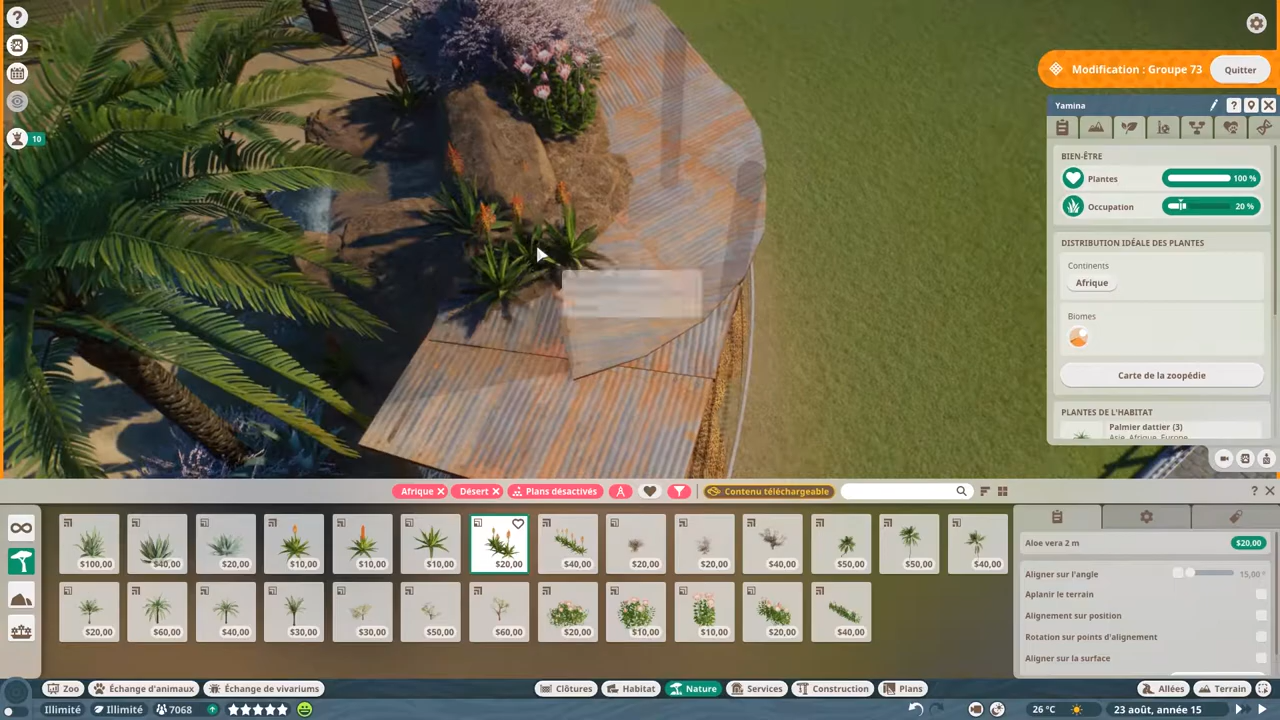 ?
10
Modification : Groupe 73
Quitter
Yamina
?
BIEN-ÊTRE
Plantes
100 %
Occupation
20 %
DISTRIBUTION IDÉALE DES PLANTES
Continents
Afrique
Biomes
Carte de la zoopédie
PLANTES DE L'HABITAT
Palmier dattier (3)
Asie, Afrique, Europe
Afrique
Désert
Plans désactivés
Contenu téléchargeable
?
$100,00
$40,00
$20,00
$10,00
$10,00
$10,00
$20,00
$40,00
$20,00
$20,00
$40,00
$50,00
$50,00
$40,00
$20,00
$60,00
$40,00
$30,00
$30,00
$50,00
$60,00
$20,00
$10,00
$10,00
$20,00
$40,00
Aloe vera 2 m
$20,00
Aligner sur l'angle
15,00°
Aplanir le terrain
Alignement sur position
Rotation sur points d'alignement
Aligner sur la surface
Zoo
Échange d'animaux
Échange de vivariums
Clôtures
Habitat
Nature
Services
Construction
Plans
Allées
Terrain
Illimité
Illimité
7068
26 °C
23 août, année 15